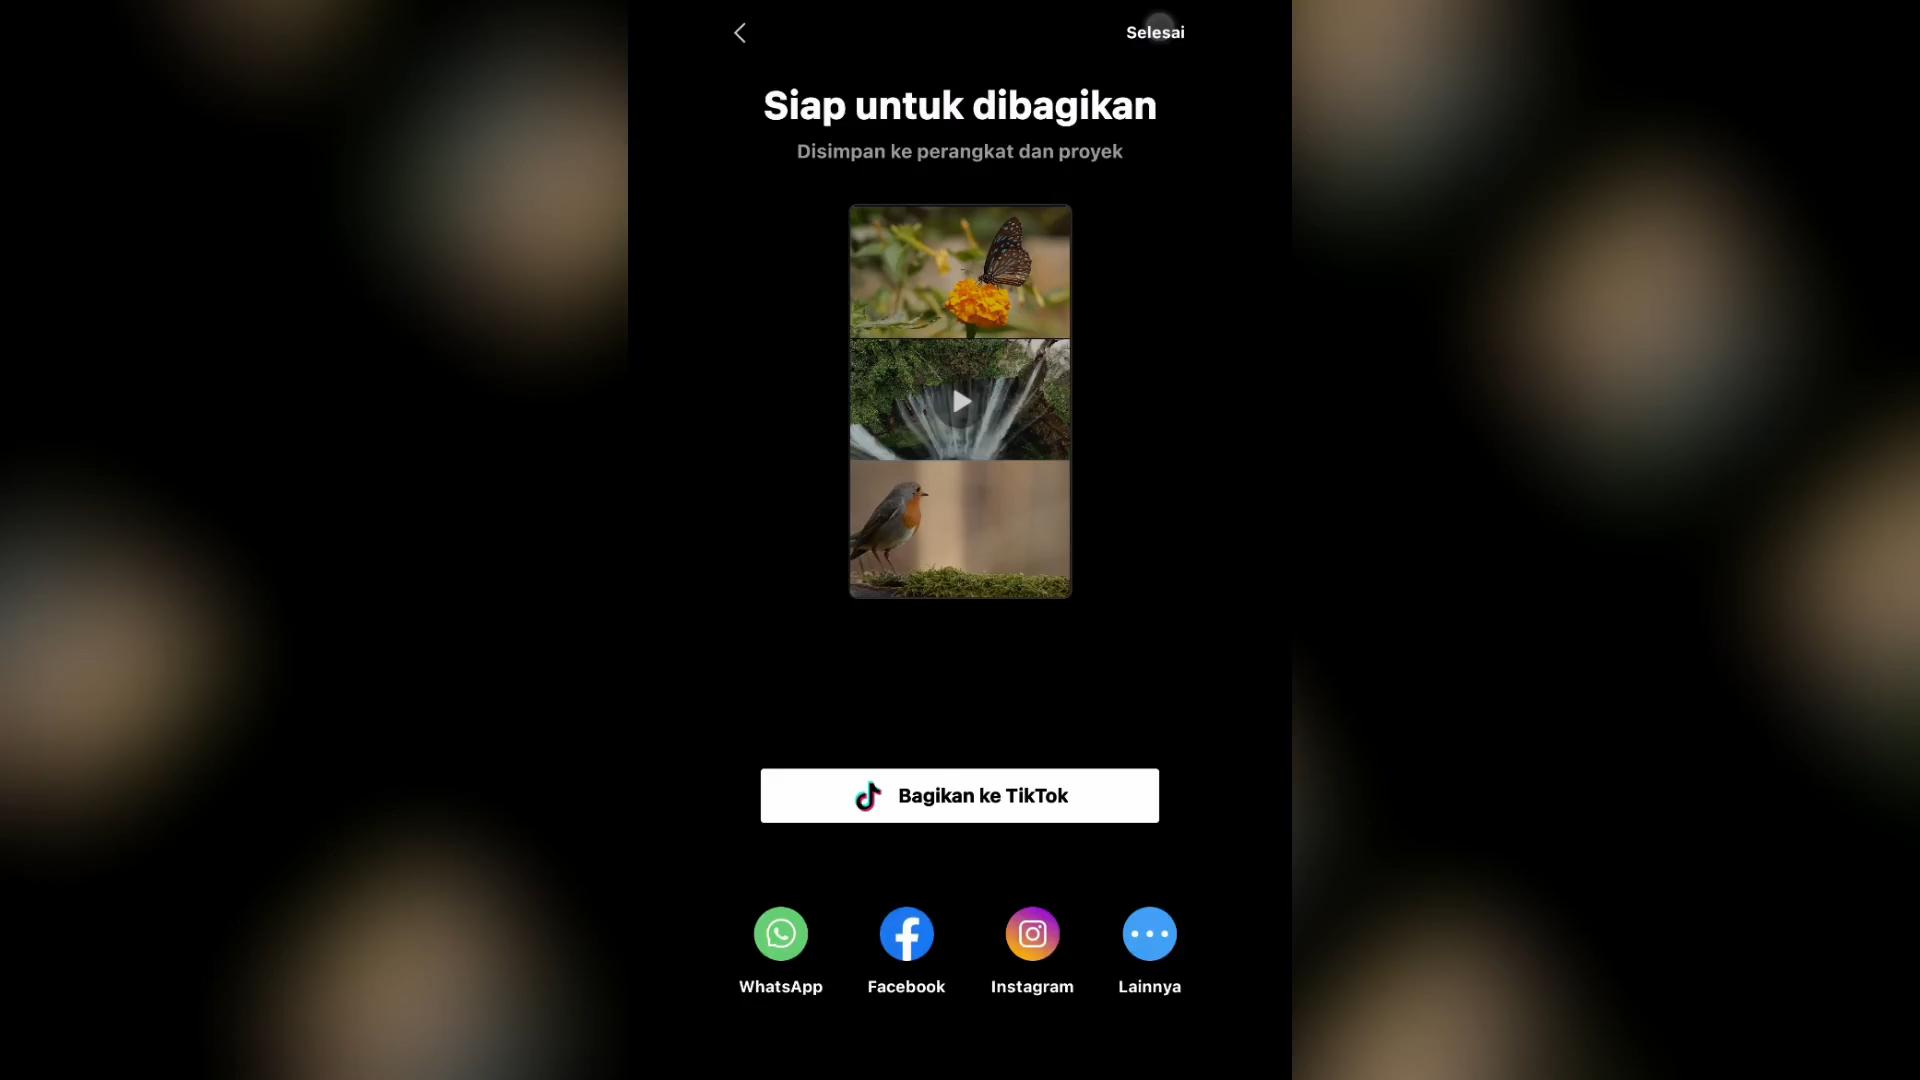 Selesai
Siap untuk dibagikan
Disimpan ke perangkat dan proyek
Bagikan ke TikTok
WhatsApp
Facebook
Instagram
Lainnya